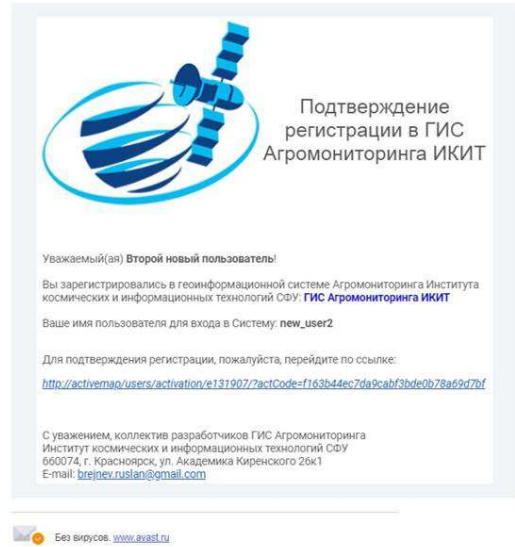 Подтверждение
регистрации в ГИС
Агромониторинга ИКИТ
Уважаемый(ая) Второй новый пользователь!
Вы зарегистрировались в геоинформационной системе Агромониторинга Института
космических и информационных технологий СФУ: ГИС Агромониторинга ИКИТ
Ваше имя пользователя для входа в Систему: new_user2
Для подтверждения регистрации, пожалуйста, перейдите по ссылке:
http://activemap/users/activation/e131907/?actCode=f163b44ec7da9cabf3bde0b78a69d7bf
С уважением, коллектив разработчиков ГИС Агромониторинга
Институт космических и информационных технологий СФУ
660074, г. Красноярск, ул. Академика Киренского 26к1
E-mail: brejnev.ruslan@gmail.com
Без вирусов. www.avast.ru